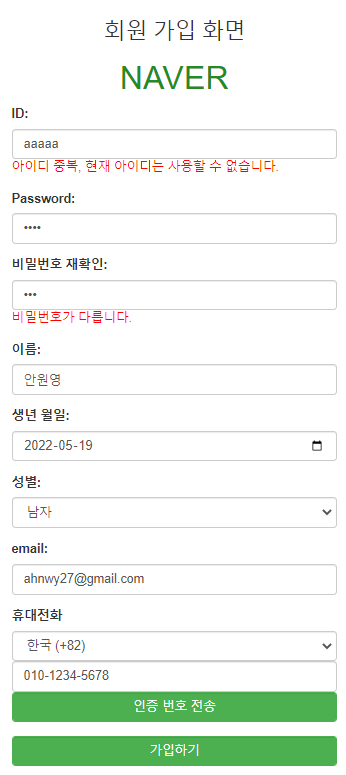 회원 가입 화면
NAVER
ID:
aaaaa
아이디 중복, 현재 아이디는 사용할 수 없습니다.
Password:
••••
비밀번호 재확인:
•••
비밀번호가 다릅니다.
이름:
안원영
생년 월일:
2022-05-19
성별:
남자
email:
ahnwy27@gmail.com
휴대전화
한국 (+82)
010-1234-5678
인증 번호 전송
가입하기